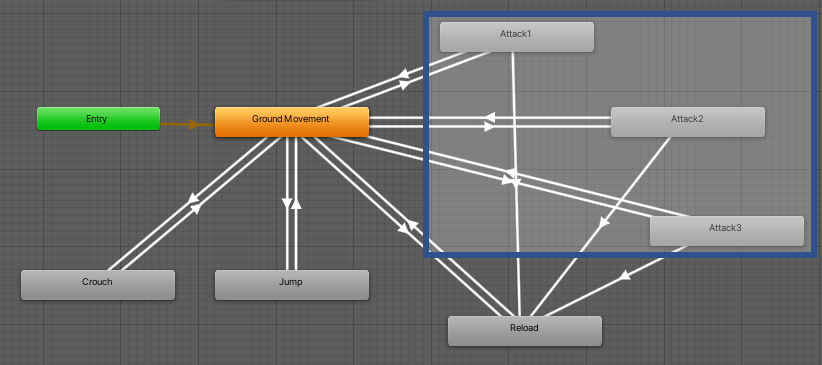 Attack1
Entry
Ground Movement
Attack2
Attack3
Crouch
Jump
Reload